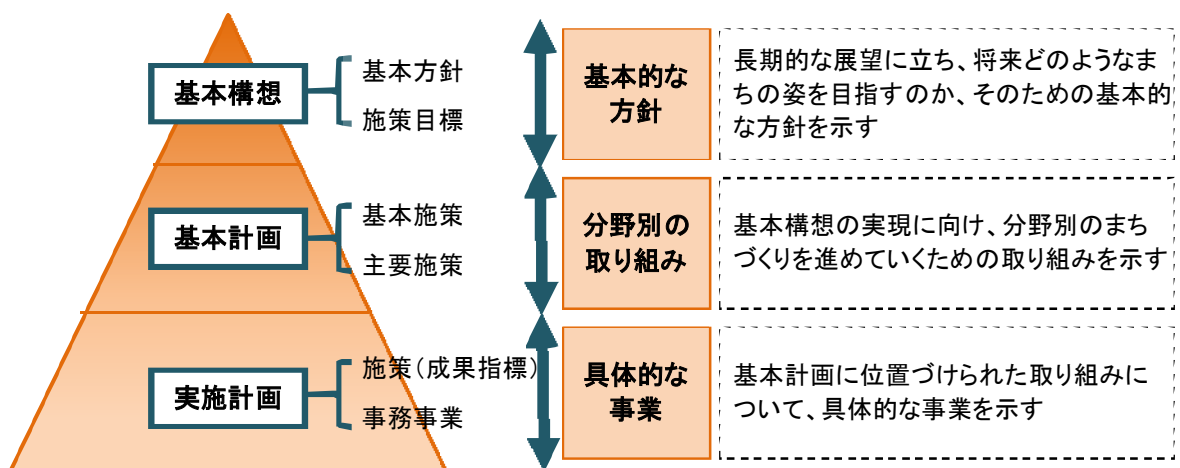 基本構想
基本方針
施策目標
基本的な
方針
長期的な展望に立ち、将来どのようなま
ちの姿を目指すのか、そのための基本的
な方針を示す
基本計画
基本施策
主要施策
分野別の
取り組み
基本構想の実現に向け、分野別のまち
づくりを進めていくための取り組みを示す
実施計画
施策(成果指標)
事務事業
具体的な
事業
基本計画に位置づけられた取り組みに
ついて、具体的な事業を示す